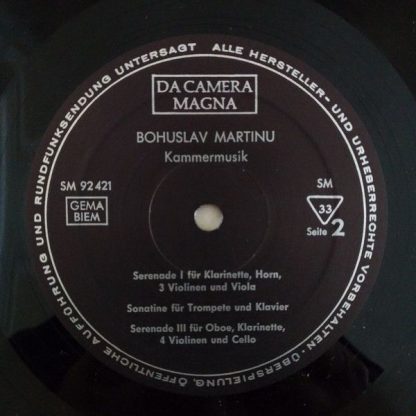 ALLE HERSTELLER- UND URHEBERRECHTE VORBEHALTEN · ÜBERSPIELUNG, ÖFFENTLICHE AUFFÜHRUNG UND RUNDFUNKSENDUNG UNTERSAGT
DA CAMERA
MAGNA
BOHUSLAV MARTINU
Kammermusik
SM 92 421
SM
GEMA
BIEM
33
Seite 2
Serenade I für Klarinette, Horn,
3 Violinen und Viola
Sonatine für Trompete und Klavier
Serenade III für Oboe, Klarinette,
4 Violinen und Cello